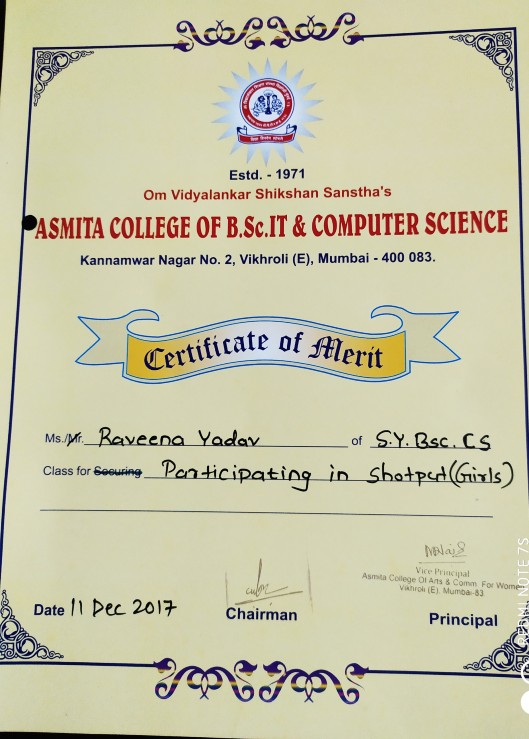 Estd. - 1971
Om Vidyalankar Shikshan Sanstha's
ASMITA COLLEGE OF B.Sc.IT & COMPUTER SCIENCE
Kannamwar Nagar No. 2, Vikhroli (E), Mumbai - 400 083.
Certificate of Merit
Ms./Mr. Raveena Yadav of S.Y. Bsc. CS
Class for Securing Participating in Shotput (Girls)
Vice Principal
Asmita College Of Arts & Comm For Wome
Vikhroli (E), Mumbai-83
Date 11 Dec 2017
Chairman
Principal
REDMI NOTE 7S